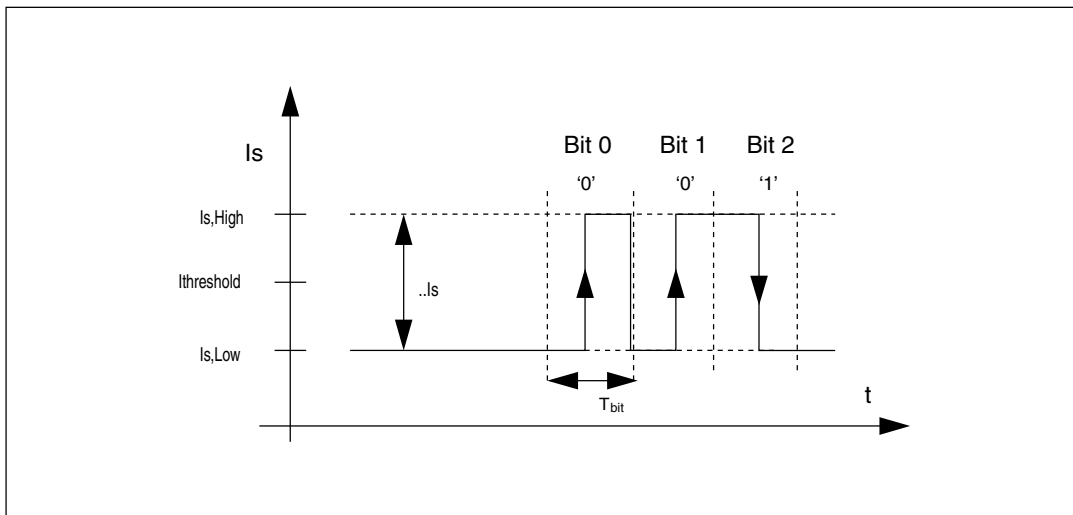 Bit 0 Bit 1 Bit 2
Is
‘0’ ‘0’ ‘1’
Is,High
Ithreshold
..Is
Is,Low
Tbit
t